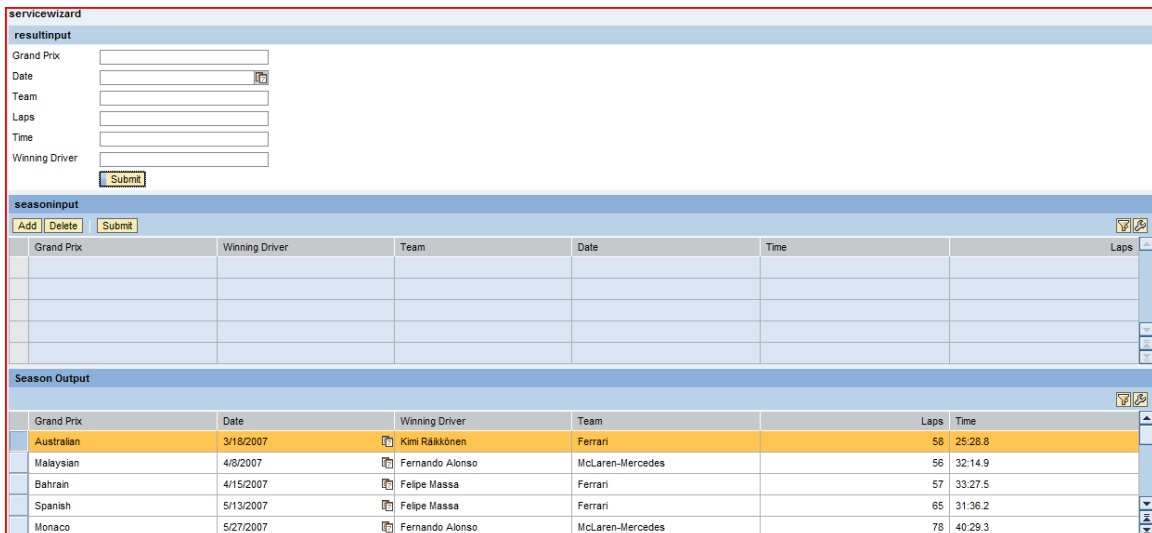 servicewizard
resultinput
Grand Prix
Date
Team
Laps
Time
Winning Driver
Submit
seasoninput
Add Delete Submit
Grand Prix Winning Driver Team Date Time Laps
Season Output
Grand Prix Date Winning Driver Team Laps Time
Australian 3/18/2007 Kimi Räikkönen Ferrari 58 25:28.8
Malaysian 4/8/2007 Fernando Alonso McLaren-Mercedes 56 32:14.9
Bahrain 4/15/2007 Felipe Massa Ferrari 57 33:27.5
Spanish 5/13/2007 Felipe Massa Ferrari 65 31:36.2
Monaco 5/27/2007 Fernando Alonso McLaren-Mercedes 78 40:29.3